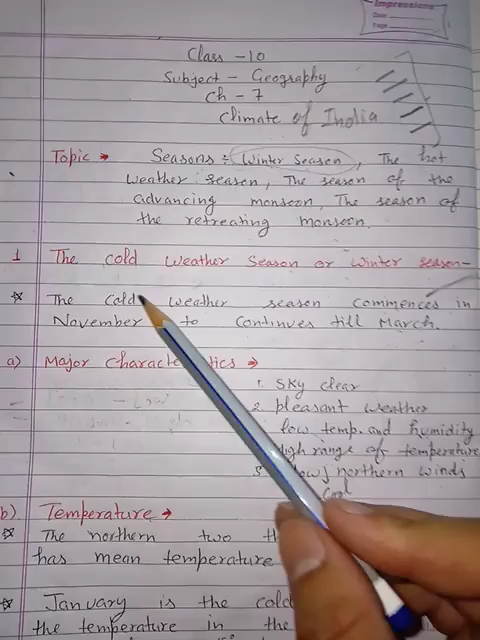 Impressions
Date
Page
Class - 10
Subject - Geography
Ch - 7
Climate of India
Topic → Seasons ÷ Winter Season, The hot
weather season, The season of the
advancing monsoon, The season of
the retreating monsoon.
1 The cold weather Season or Winter season-
☆ The cold weather season commences in
November to continues till March.
a) Major Characteristics →
1. Sky clear
2. pleasant weather
low temp. and humidity
High range of temperature
3. northern winds
Cool
b). Temperature →
☆ The northern two
has mean temperature
☆ January is the cold
the temperature in the